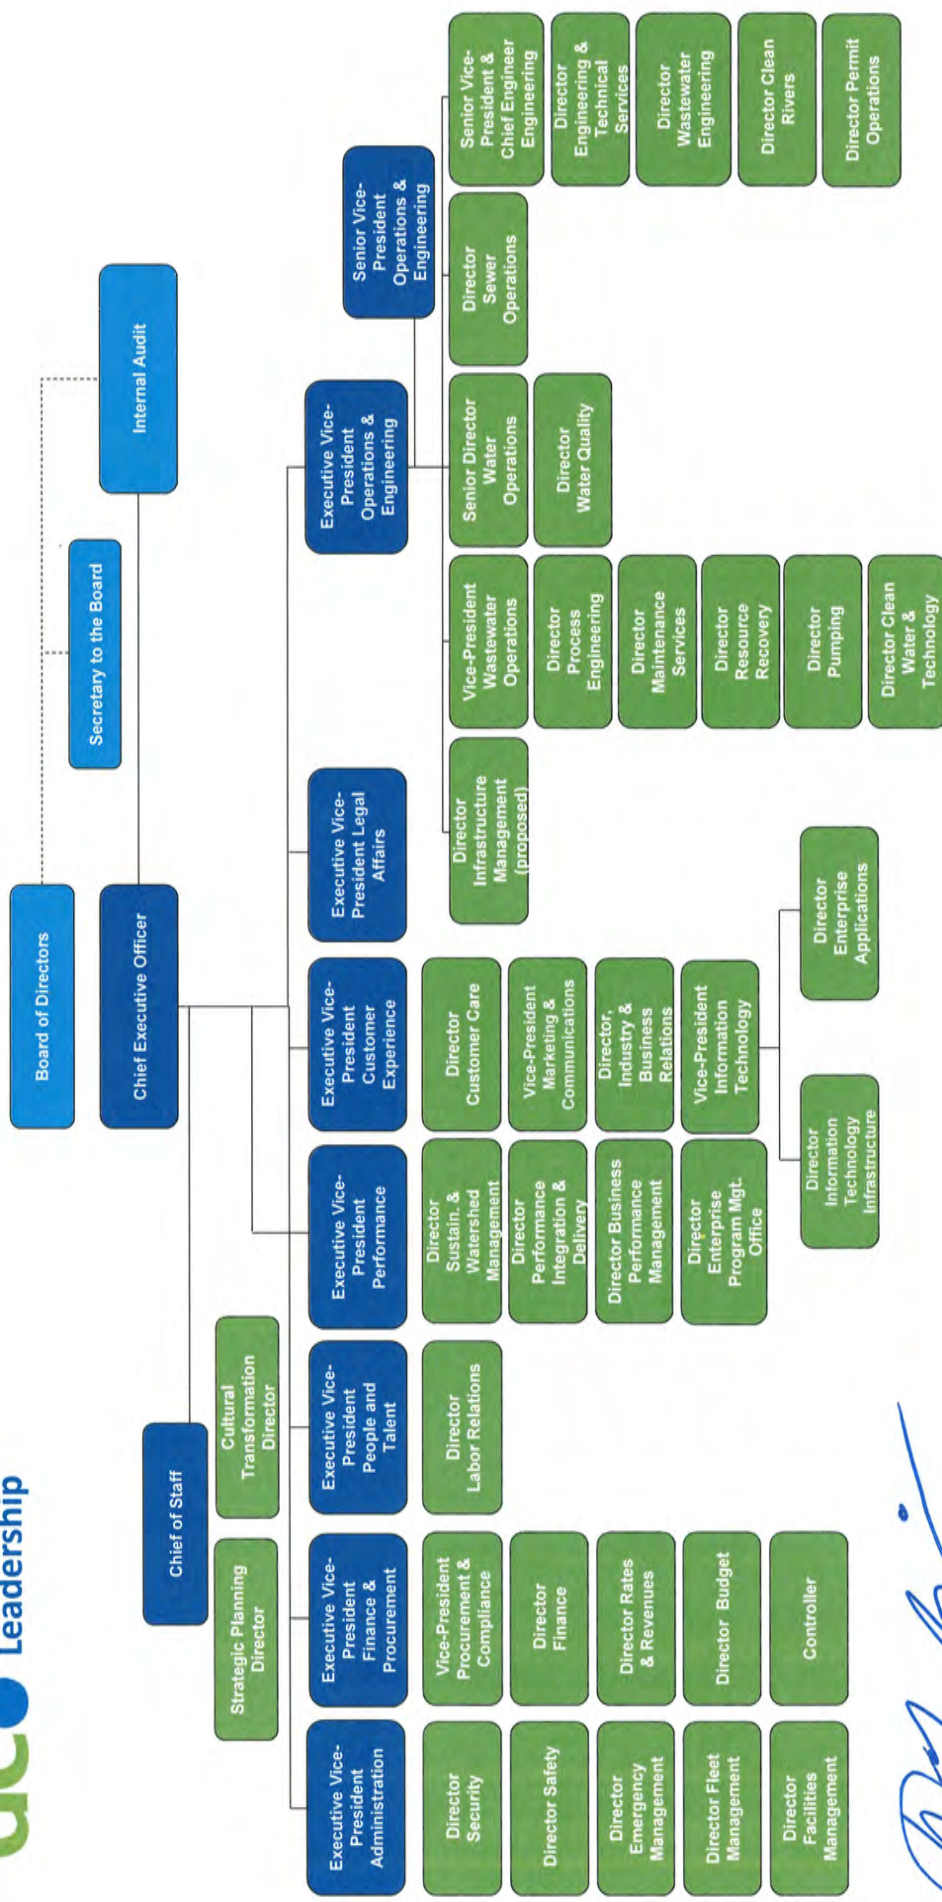 Leadership
Board of Directors
Secretary to the Board
Internal Audit
Chief Executive Officer
Chief of Staff
Strategic Planning
Director
Cultural
Transformation
Director
Executive Vice-
President
Administration
Director
Security
Director Safety
Director
Emergency
Management
Director Fleet
Management
Director
Facilities
Management
Executive Vice-
President
Finance &
Procurement
Vice-President
Procurement &
Compliance
Director
Finance
Director Rates
& Revenues
Director Budget
Controller
Executive Vice-
President
People and
Talent
Director
Labor Relations
Executive Vice-
President
Performance
Director
Sustain. &
Watershed
Management
Director
Performance
Integration &
Delivery
Director Business
Performance
Management
Director
Enterprise
Program Mgt.
Office
Executive Vice-
President
Customer
Experience
Director
Customer Care
Vice-President
Marketing &
Communications
Director,
Industry &
Business
Relations
Vice-President
Information
Technology
Director
Information
Technology
Infrastructure
Director
Enterprise
Applications
Executive Vice-
President Legal
Affairs
Executive Vice-
President
Operations &
Engineering
Senior Vice-
President
Operations &
Engineering
Director
Infrastructure
Management
(proposed)
Vice-President
Wastewater
Operations
Director
Process
Engineering
Director
Maintenance
Services
Director
Resource
Recovery
Director
Pumping
Director Clean
Water &
Technology
Senior Director
Water
Operations
Director
Water Quality
Director
Sewer
Operations
Senior Vice-
President &
Chief Engineer
Engineering
Director
Engineering &
Technical
Services
Director
Wastewater
Engineering
Director Clean
Rivers
Director Permit
Operations